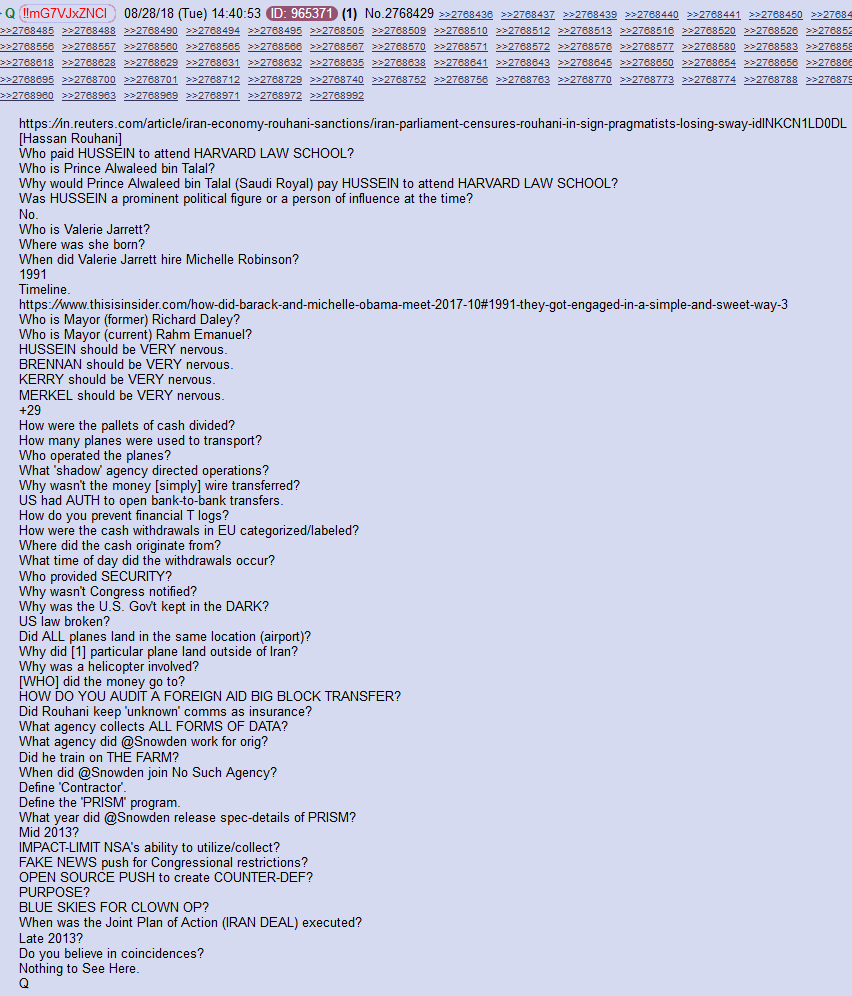 Q !!mG7VJxZNCI 08/28/18 (Tue) 14:40:53 ID: 965371 (1) No.2768429 >>2768436 >>2768437 >>2768439 >>2768440 >>2768441 >>2768450 >>27684
>>2768485 >>2768488 >>2768490 >>2768494 >>2768495 >>2768505 >>2768509 >>2768510 >>2768512 >>2768513 >>2768516 >>2768520 >>2768526 >>276852
>>2768556 >>2768557 >>2768560 >>2768565 >>2768566 >>2768567 >>2768570 >>2768571 >>2768572 >>2768576 >>2768577 >>2768580 >>2768583 >>276858
>>2768618 >>2768628 >>2768629 >>2768631 >>2768632 >>2768635 >>2768638 >>2768641 >>2768643 >>2768645 >>2768650 >>2768654 >>2768656 >>276866
>>2768695 >>2768700 >>2768701 >>2768712 >>2768729 >>2768740 >>2768752 >>2768756 >>2768763 >>2768770 >>2768773 >>2768774 >>2768788 >>276879
>>2768960 >>2768963 >>2768969 >>2768971 >>2768972 >>2768992
https://in.reuters.com/article/iran-economy-rouhani-sanctions/iran-parliament-censures-rouhani-in-sign-pragmatists-losing-sway-idINKCN1LD0DL
[Hassan Rouhani]
Who paid HUSSEIN to attend HARVARD LAW SCHOOL?
Who is Prince Alwaleed bin Talal?
Why would Prince Alwaleed bin Talal (Saudi Royal) pay HUSSEIN to attend HARVARD LAW SCHOOL?
Was HUSSEIN a prominent political figure or a person of influence at the time?
No.
Who is Valerie Jarrett?
Where was she born?
When did Valerie Jarrett hire Michelle Robinson?
1991
Timeline.
https://www.thisisinsider.com/how-did-barack-and-michelle-obama-meet-2017-10#1991-they-got-engaged-in-a-simple-and-sweet-way-3
Who is Mayor (former) Richard Daley?
Who is Mayor (current) Rahm Emanuel?
HUSSEIN should be VERY nervous.
BRENNAN should be VERY nervous.
KERRY should be VERY nervous.
MERKEL should be VERY nervous.
+29
How were the pallets of cash divided?
How many planes were used to transport?
Who operated the planes?
What 'shadow' agency directed operations?
Why wasn't the money [simply] wire transferred?
US had AUTH to open bank-to-bank transfers.
How do you prevent financial T logs?
How were the cash withdrawals in EU categorized/labeled?
Where did the cash originate from?
What time of day did the withdrawals occur?
Who provided SECURITY?
Why wasn't Congress notified?
Why was the U.S. Gov't kept in the DARK?
US law broken?
Did ALL planes land in the same location (airport)?
Why did [1] particular plane land outside of Iran?
Why was a helicopter involved?
[WHO] did the money go to?
HOW DO YOU AUDIT A FOREIGN AID BIG BLOCK TRANSFER?
Did Rouhani keep 'unknown' comms as insurance?
What agency collects ALL FORMS OF DATA?
What agency did @Snowden work for orig?
Did he train on THE FARM?
When did @Snowden join No Such Agency?
Define 'Contractor'.
Define the 'PRISM' program.
What year did @Snowden release spec-details of PRISM?
Mid 2013?
IMPACT-LIMIT NSA's ability to utilize/collect?
FAKE NEWS push for Congressional restrictions?
OPEN SOURCE PUSH to create COUNTER-DEF?
PURPOSE?
BLUE SKIES FOR CLOWN OP?
When was the Joint Plan of Action (IRAN DEAL) executed?
Late 2013?
Do you believe in coincidences?
Nothing to See Here.
Q